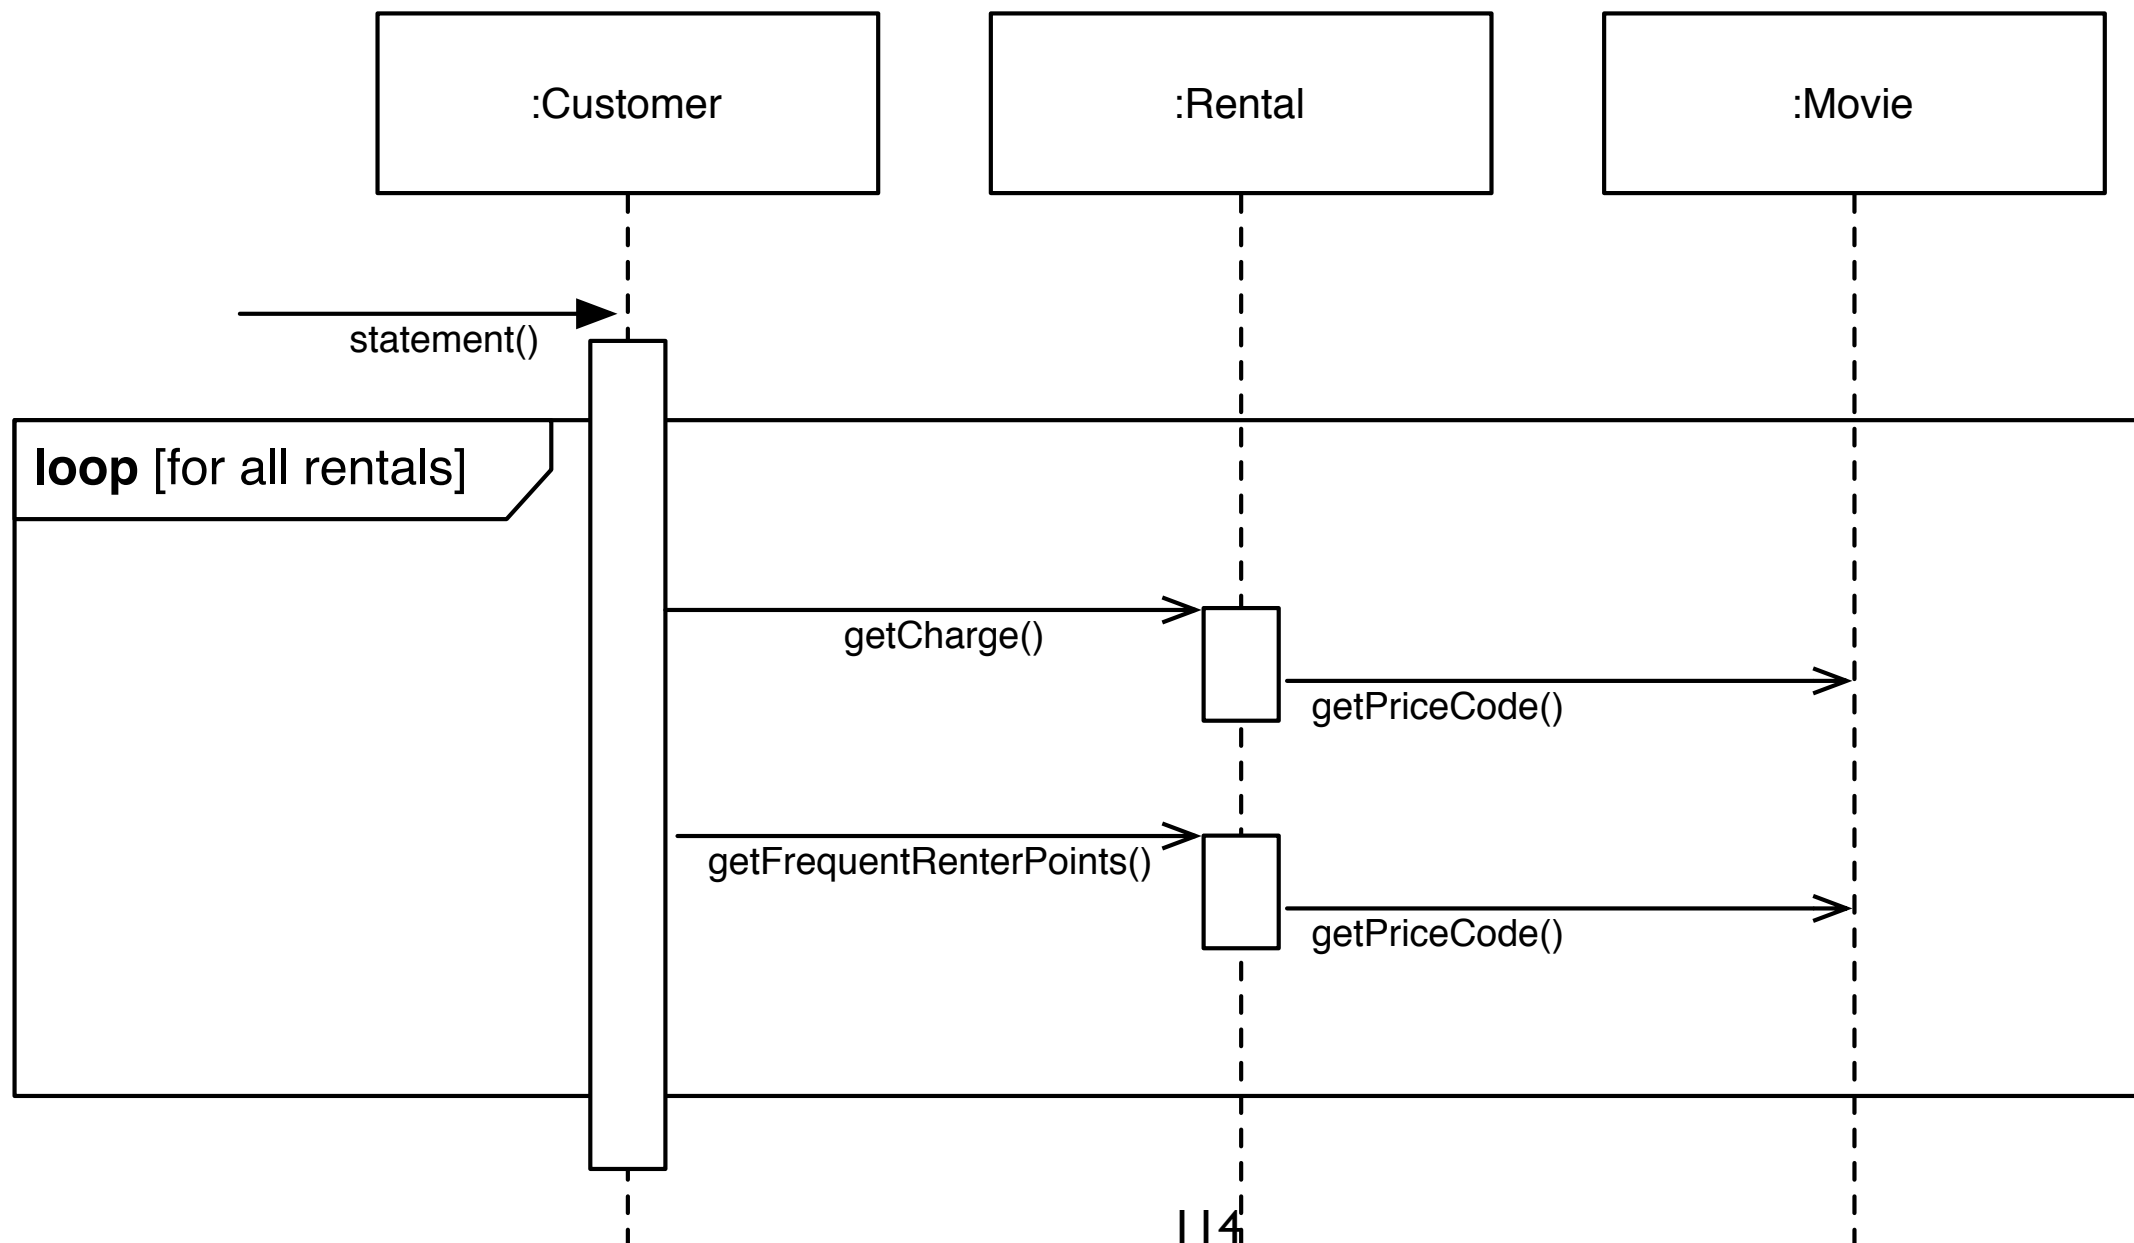 :Customer
:Rental
:Movie
statement()
loop [for all rentals]
getCharge()
getPriceCode()
getFrequentRenterPoints()
getPriceCode()
114